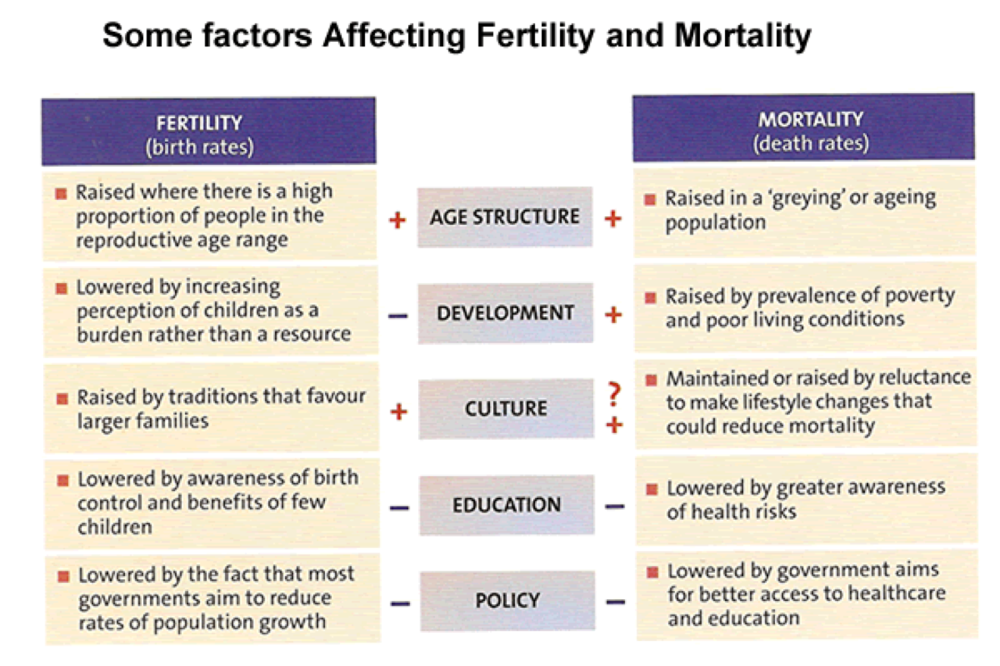 Some factors Affecting Fertility and Mortality
FERTILITY
(birth rates)
MORTALITY
(death rates)
Raised where there is a high
proportion of people in the
reproductive age range
+
AGE STRUCTURE
+
Raised in a ‘greying’ or ageing
population
Lowered by increasing
perception of children as a
burden rather than a resource
–
DEVELOPMENT
+
Raised by prevalence of poverty
and poor living conditions
Raised by traditions that favour
larger families
+
CULTURE
?
+
Maintained or raised by reluctance
to make lifestyle changes that
could reduce mortality
Lowered by awareness of birth
control and benefits of few
children
–
EDUCATION
–
Lowered by greater awareness
of health risks
Lowered by the fact that most
governments aim to reduce
rates of population growth
–
POLICY
–
Lowered by government aims
for better access to healthcare
and education